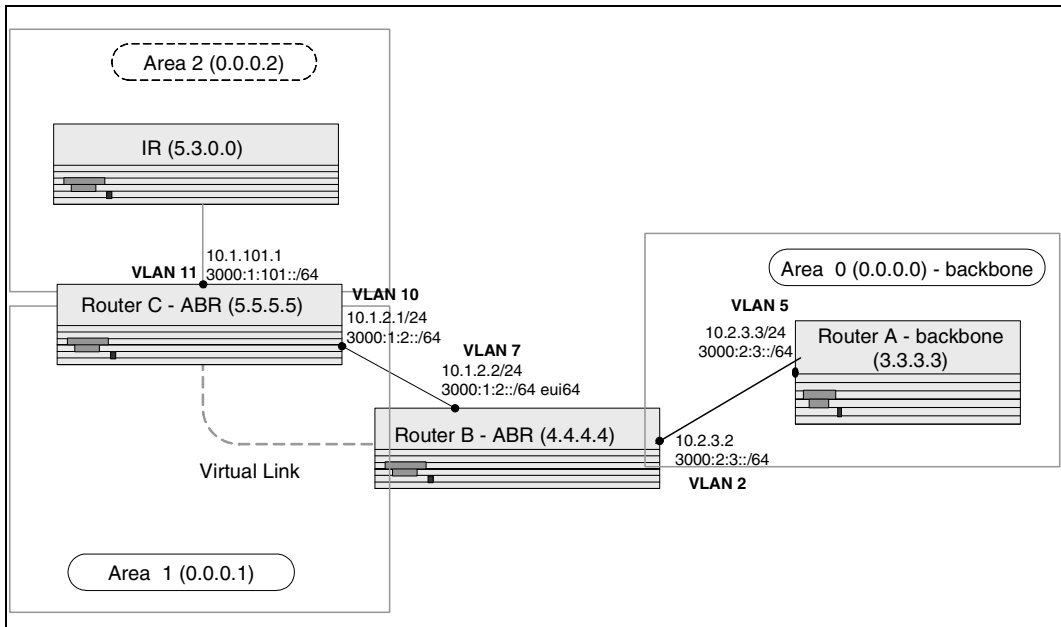 Area 2 (0.0.0.2)
IR (5.3.0.0)
10.1.101.1
VLAN 11
3000:1:101::/64
Router C - ABR (5.5.5.5)
VLAN 10
10.1.2.1/24
3000:1:2::/64
VLAN 7
10.1.2.2/24
3000:1:2::/64 eui64
Area 0 (0.0.0.0) - backbone
VLAN 5
10.2.3.3/24
3000:2:3::/64
Router A - backbone
(3.3.3.3)
Router B - ABR (4.4.4.4)
10.2.3.2
3000:2:3::/64
VLAN 2
Virtual Link
Area 1 (0.0.0.1)